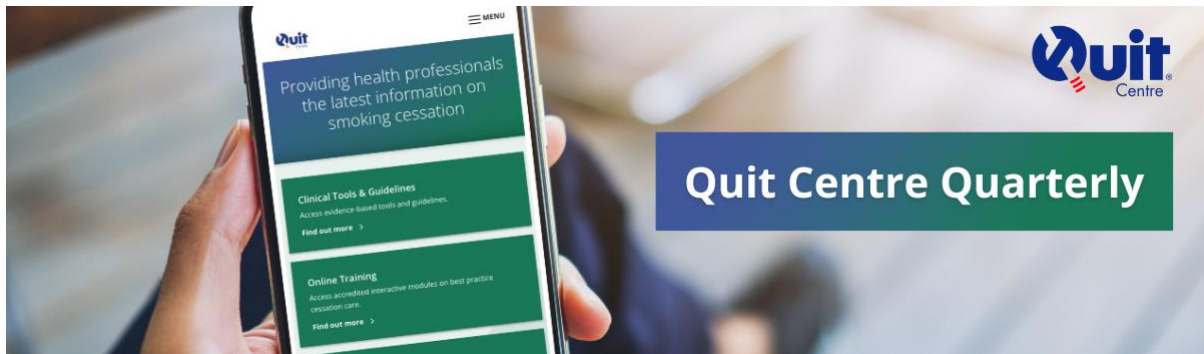 Quit
Centre
MENU
Providing health professionals
the latest information on
smoking cessation
Clinical Tools & Guidelines
Access evidence-based tools and guidelines.
Find out more >
Online Training
Access accredited interactive modules on best practice
cessation care.
Find out more >
Quit®
Centre
Quit Centre Quarterly